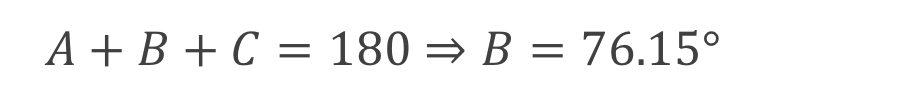 A + B + C = 180 ⇒ B = 76.15°